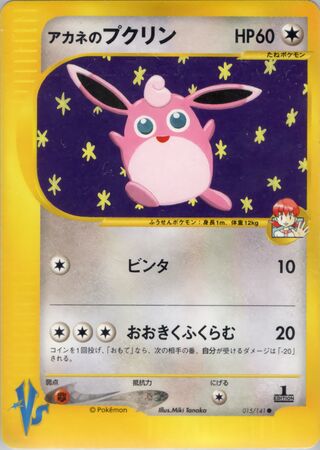 アカネのプクリン HP60
たねポケモン
ふうせんポケモン：身長1m、体重12kg
ビンタ 10
おおきくふくらむ 20
コインを1回投げ、「おもて」なら、次の相手の番、自分が受けるダメージは「-20」
される。
弱点 抵抗力 にげる
© Pokémon Illus.Miki Tanaka 015/141 ●
1
EDITION
VS